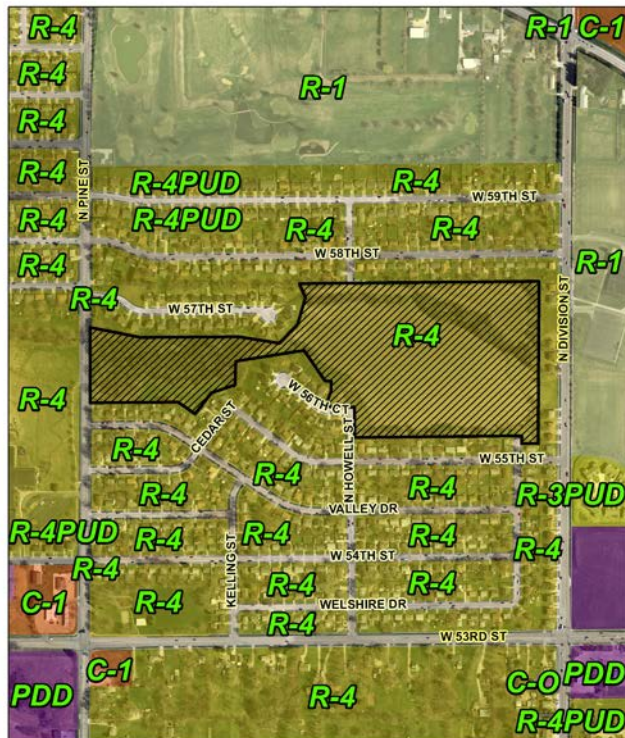 R-4
R-1
C-1
R-4
R-1
R-4
R-4
R-4PUD
R-4
W 59TH ST
N PINE ST
R-4
R-4PUD
R-4
R-4
W 58TH ST
R-4
R-1
R-4
W 57TH ST
N DIVISION ST
R-4
R-4
W 56TH CT
CEDAR ST
N HOWELL ST
R-4
W 55TH ST
R-4
R-4
R-4
R-3PUD
VALLEY DR
R-4PUD
R-4
R-4
R-4
R-4
W 54TH ST
R-4
KELLING ST
R-4
R-4
C-1
R-4
WELSHIRE DR
R-4
W 53RD ST
C-1
PDD
R-4
C-O
PDD
R-4PUD